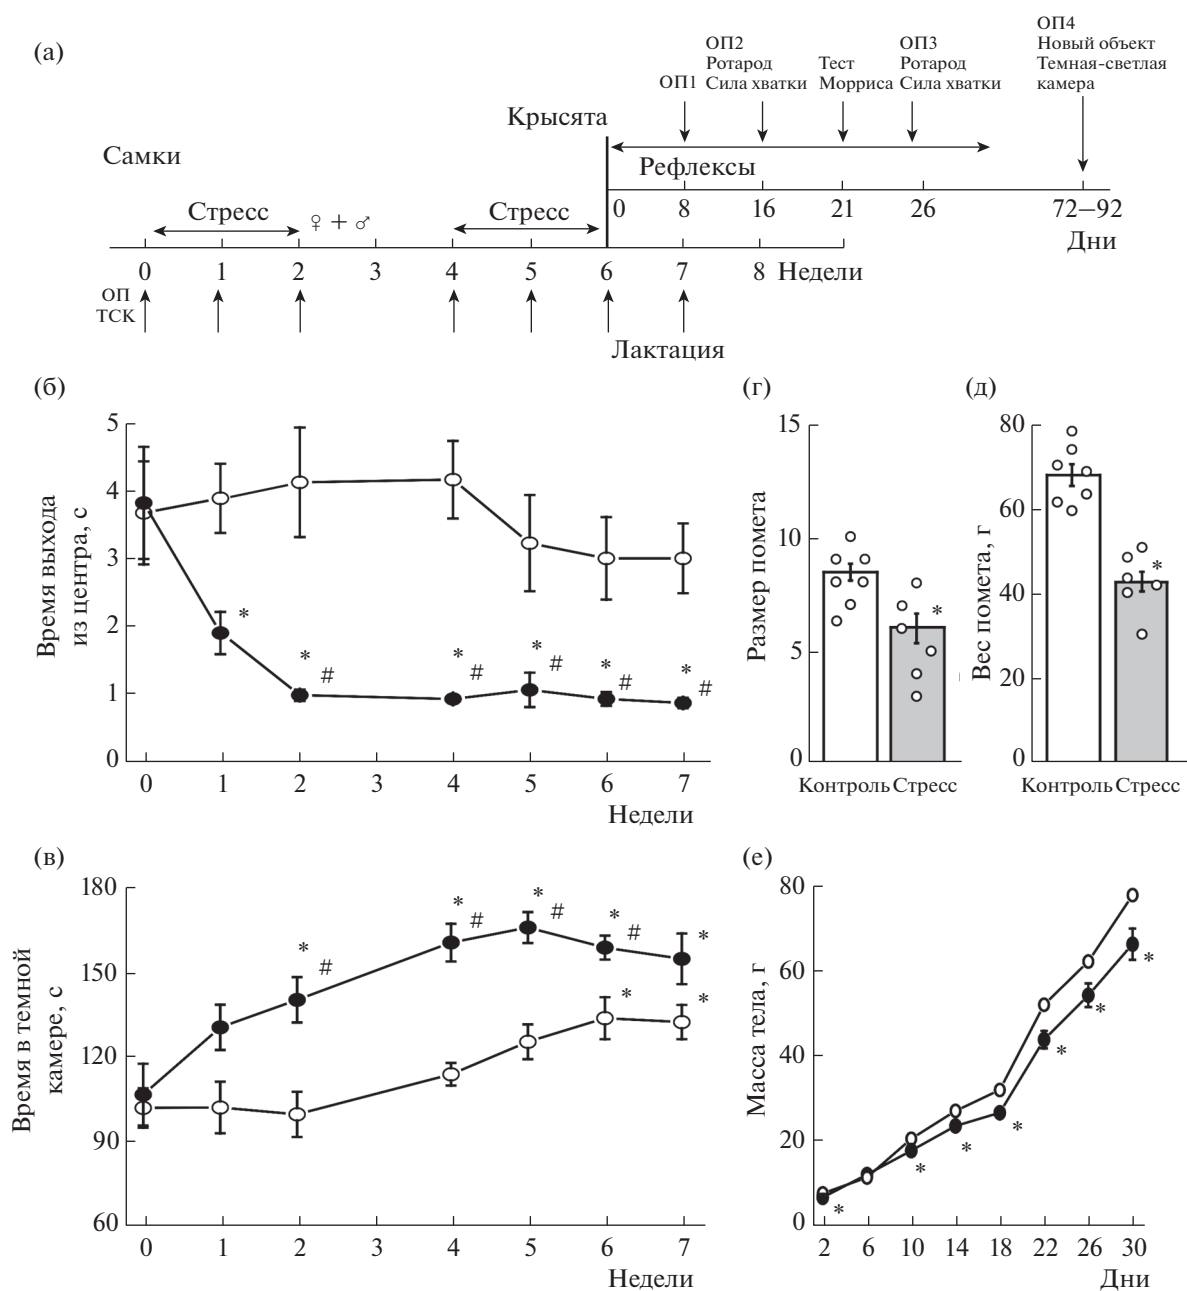 (а)
ОП1
ОП2
Ротарод
Сила хватки
Тест
Морриса
ОП3
Ротарод
Сила хватки
ОП4
Новый объект
Темная-светлая
камера
Крысята
Самки
Рефлексы
0 8 16 21 26 72–92
Дни
Стресс ♀ + ♂ Стресс
0 1 2 3 4 5 6 7 8 Недели
ОП
ТСК
Лактация
(б)
Время выхода
из центра, с
5
4
3
2
1
0
*
* # * # * # * # * #
0 1 2 3 4 5 6 7
Недели
(г)
Размер помета
15
10
5
0
*
Контроль Стресс
(д)
Вес помета, г
80
60
40
20
0
*
Контроль Стресс
(в)
Время в темной
камере, с
180
150
120
90
60
* # * # * # * # *
* *
0 1 2 3 4 5 6 7
Недели
(е)
Масса тела, г
80
60
40
20
0
* * * * * * *
2 6 10 14 18 22 26 30
Дни